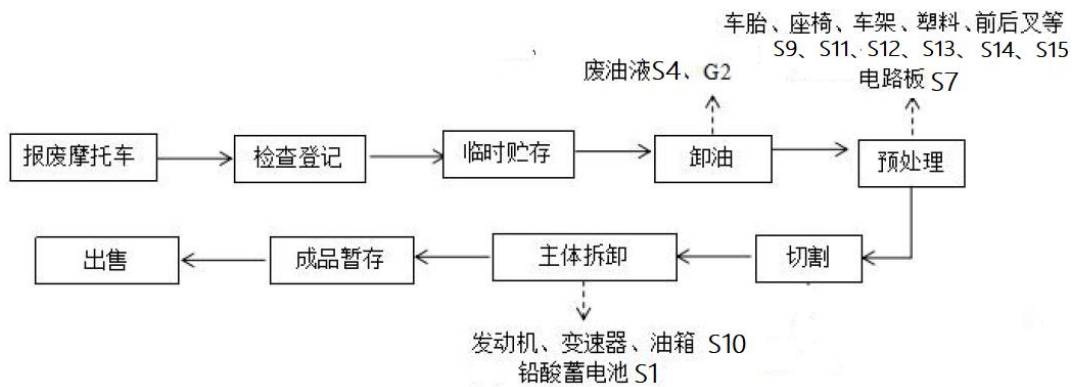 车胎、座椅、车架、塑料、前后叉等
S9、S11、S12、S13、S14、S15
电路板 S7
废油液S4、G2
报废摩托车
检查登记
临时贮存
卸油
预处理
出售
成品暂存
主体拆卸
切割
发动机、变速器、油箱 S10
铅酸蓄电池 S1